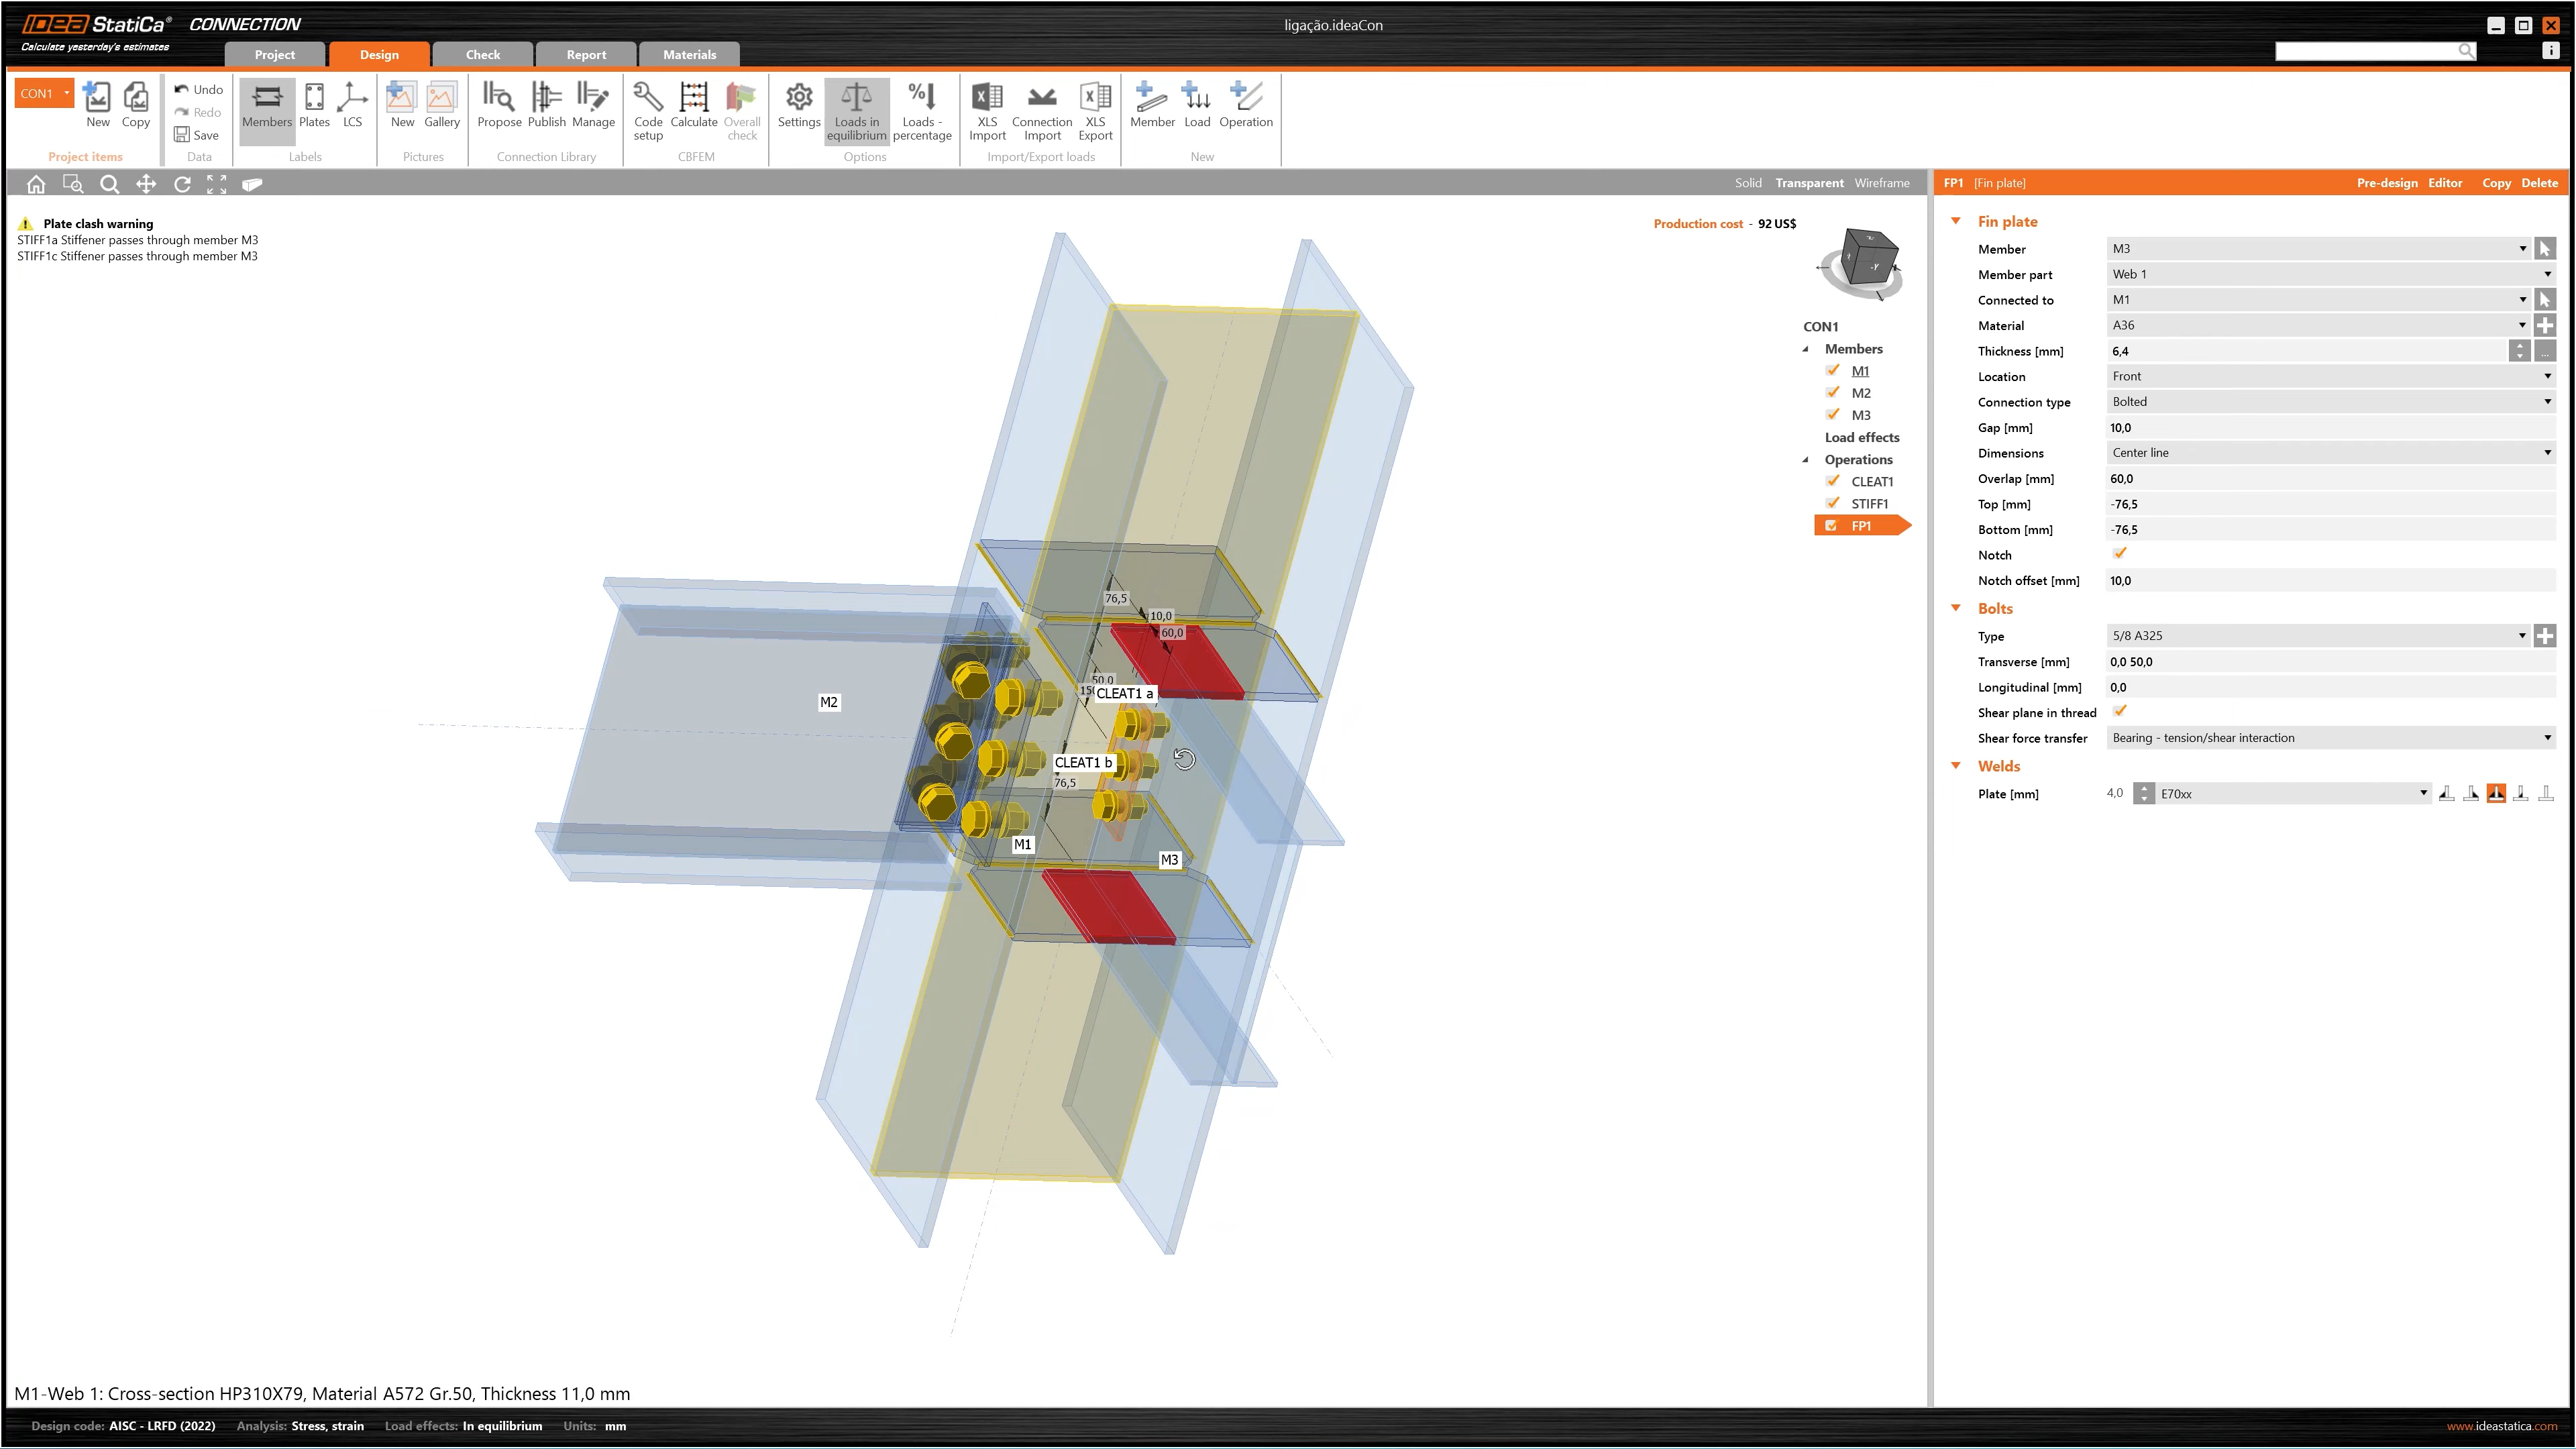 IDEA StatiCa® CONNECTION
Calculate yesterday's estimates
ligação.ideaCon
Project Design Check Report Materials
CON1
New Copy
Undo
Redo
Save
Members Plates LCS
New Gallery
Propose Publish Manage
Code setup Calculate Overall check
Settings Loads in equilibrium Loads - percentage
XLS Import Connection Import XLS Export
Member Load Operation
Project items Data Labels Pictures Connection Library CBFEM Options Import/Export loads New
Solid Transparent Wireframe
Plate clash warning
STIFF1a Stiffener passes through member M3
STIFF1c Stiffener passes through member M3
Production cost - 92 US$
-Y
CON1
Members
M1
M2
M3
Load effects
Operations
CLEAT1
STIFF1
FP1
76,5
10,0
60,0
50,0
CLEAT1 a
M2
CLEAT1 b
76,5
M1
M3
M1-Web 1: Cross-section HP310X79, Material A572 Gr.50, Thickness 11,0 mm
FP1 [Fin plate] Pre-design Editor Copy Delete
Fin plate
Member M3
Member part Web 1
Connected to M1
Material A36
Thickness [mm] 6,4
Location Front
Connection type Bolted
Gap [mm] 10,0
Dimensions Center line
Overlap [mm] 60,0
Top [mm] -76,5
Bottom [mm] -76,5
Notch
Notch offset [mm] 10,0
Bolts
Type 5/8 A325
Transverse [mm] 0,0 50,0
Longitudinal [mm] 0,0
Shear plane in thread
Shear force transfer Bearing - tension/shear interaction
Welds
Plate [mm] 4,0 E70xx
Design code: AISC - LRFD (2022) Analysis: Stress, strain Load effects: In equilibrium Units: mm
www.ideastatica.com